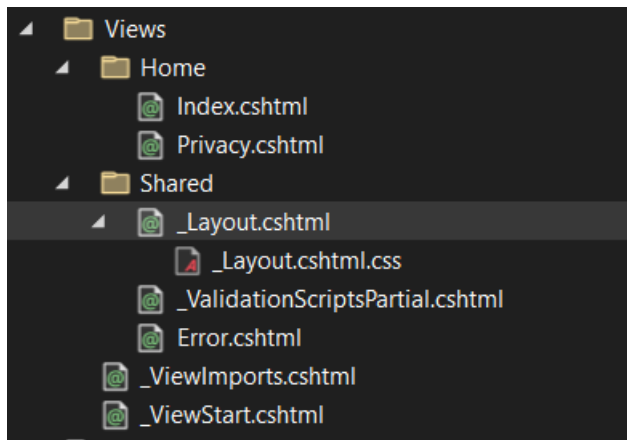 Views
Home
Index.cshtml
Privacy.cshtml
Shared
_Layout.cshtml
_Layout.cshtml.css
_ValidationScriptsPartial.cshtml
Error.cshtml
_ViewImports.cshtml
_ViewStart.cshtml